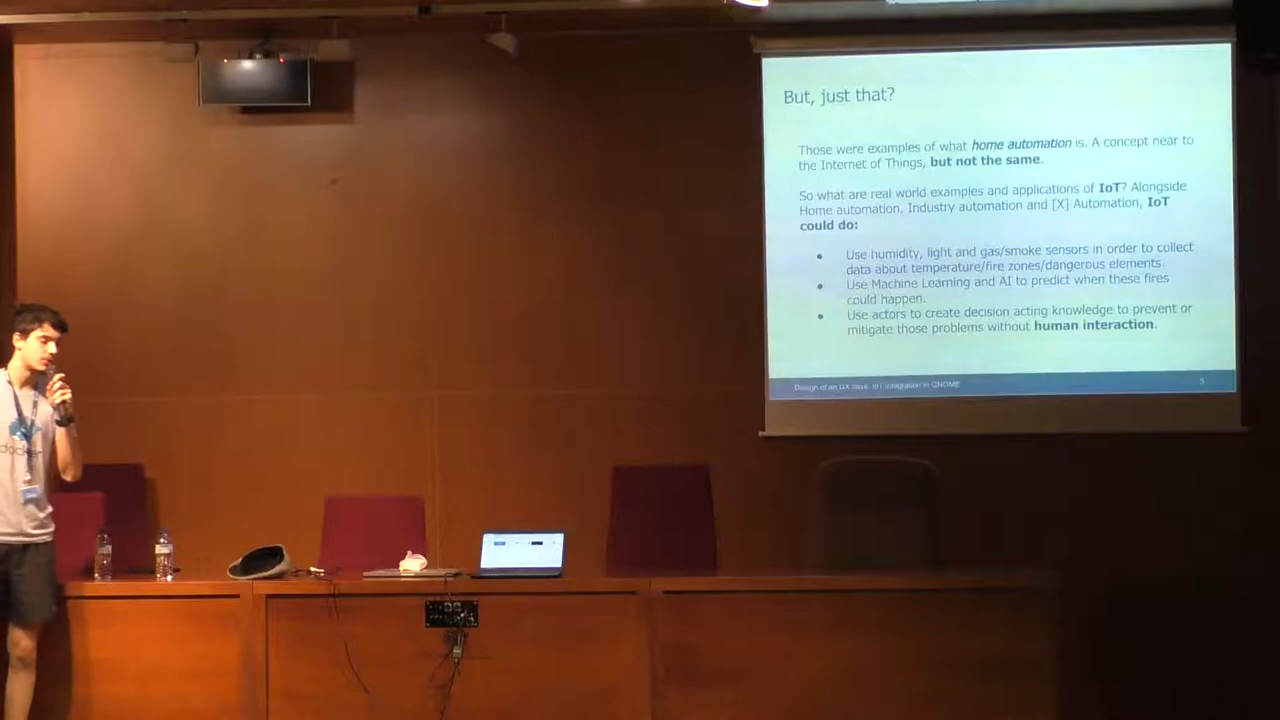 But, just that?
Those were examples of what home automation is. A concept near to
the Internet of Things, but not the same.
So what are real world examples and applications of IoT? Alongside
Home automation, Industry automation and [X] Automation, IoT
could do:
Use humidity, light and gas/smoke sensors in order to collect
data about temperature/fire zones/dangerous elements.
Use Machine Learning and AI to predict when these fires
could happen.
Use actors to create decision acting knowledge to prevent or
mitigate those problems without human interaction.
Design of an UX case: IoT integration in GNOME
5
docker